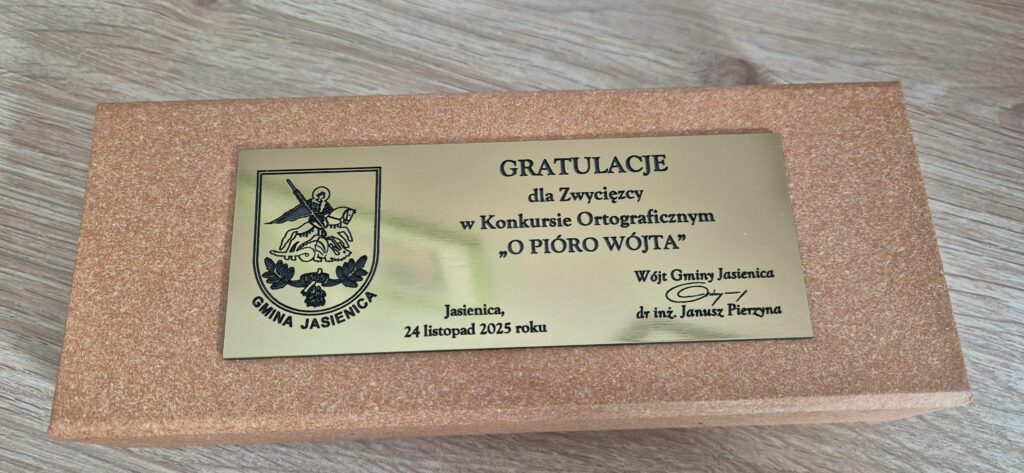 GRATULACJE
dla Zwycięzcy
w Konkursie Ortograficznym
„O PIÓRO WÓJTA”
Wójt Gminy Jasienica
dr inż. Janusz Pierzyna
Jasienica,
24 listopad 2025 roku
GMINA JASIENICA